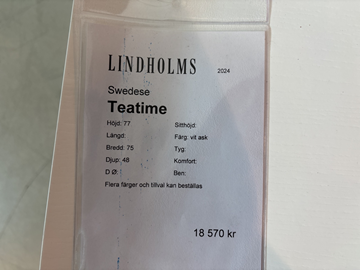 LINDHOLMS 2024
Swedese
Teatime
Höjd: 77 Sitthöjd:
Längd: Färg: vit ask
Bredd: 75 Tyg:
Djup: 48 Komfort:
D Ø: Ben:
Flera färger och tillval kan beställas
18 570 kr